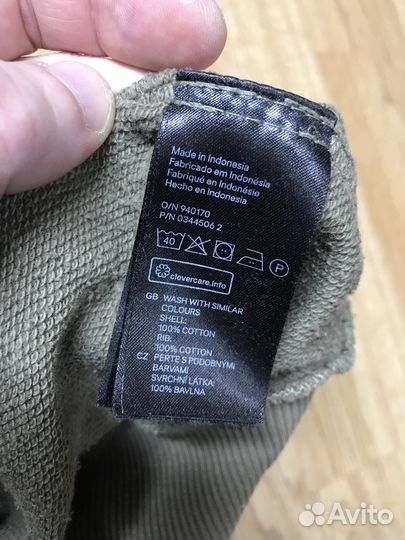 Made in Indonesia
Fabricado em Indonésia
Fabriqué en Indonésie
Hecho en Indonesia
O/N 940170
P/N 0344506 2
40 P
clevercare.info
GB WASH WITH SIMILAR
COLOURS
SHELL:
100% COTTON
RIB:
100% COTTON
CZ PERTE S PODOBNÝMI
BARVAMI
SVRCHNÍ LÁTKA:
100% BAVLNA
Avito